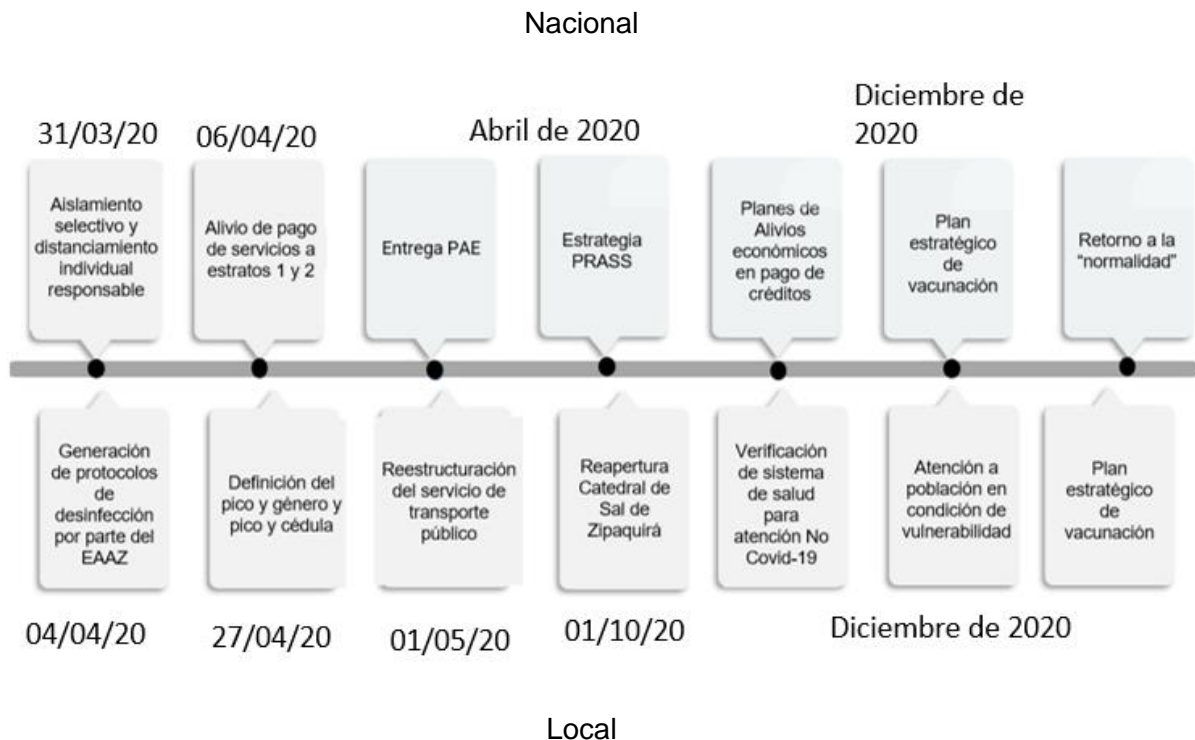 Nacional
31/03/20
06/04/20
Abril de 2020
Diciembre de
2020
Aislamiento
selectivo y
distanciamiento
individual
responsable
Alivio de pago
de servicios a
estratos 1 y 2
Entrega PAE
Estrategia
PRASS
Planes de
Alivios
económicos
en pago de
créditos
Plan
estratégico
de
vacunación
Retorno a la
“normalidad”
Generación
de protocolos
de
desinfección
por parte del
EAAZ
Definición del
pico y género y
pico y cédula
Reestructuración
del servicio de
transporte
público
Reapertura
Catedral de
Sal de
Zipaquirá
Verificación
de sistema
de salud
para
atención No
Covid-19
Atención a
población en
condición de
vulnerabilidad
Plan
estratégico
de
vacunación
04/04/20
27/04/20
01/05/20
01/10/20
Diciembre de 2020
Local